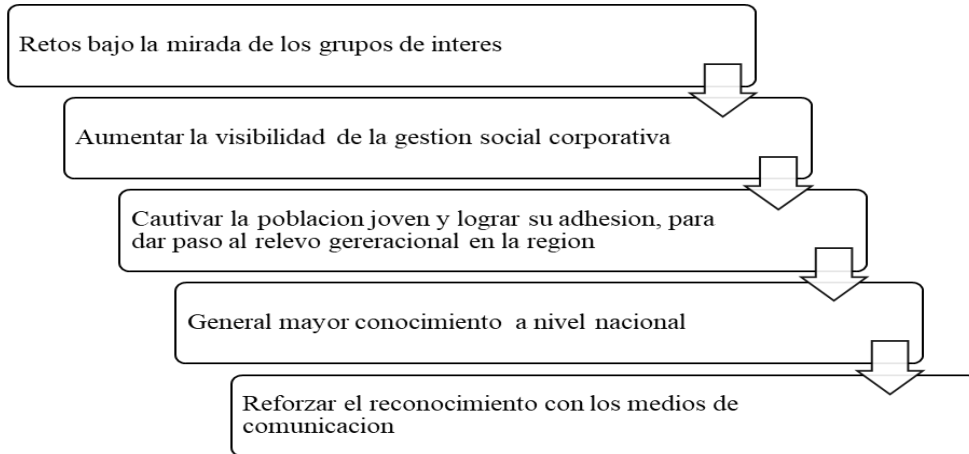 Retos bajo la mirada de los grupos de interes
Aumentar la visibilidad de la gestion social corporativa
Cautivar la poblacion joven y lograr su adhesion, para
dar paso al relevo gereracional en la region
General mayor conocimiento a nivel nacional
Reforzar el reconocimiento con los medios de
comunicacion